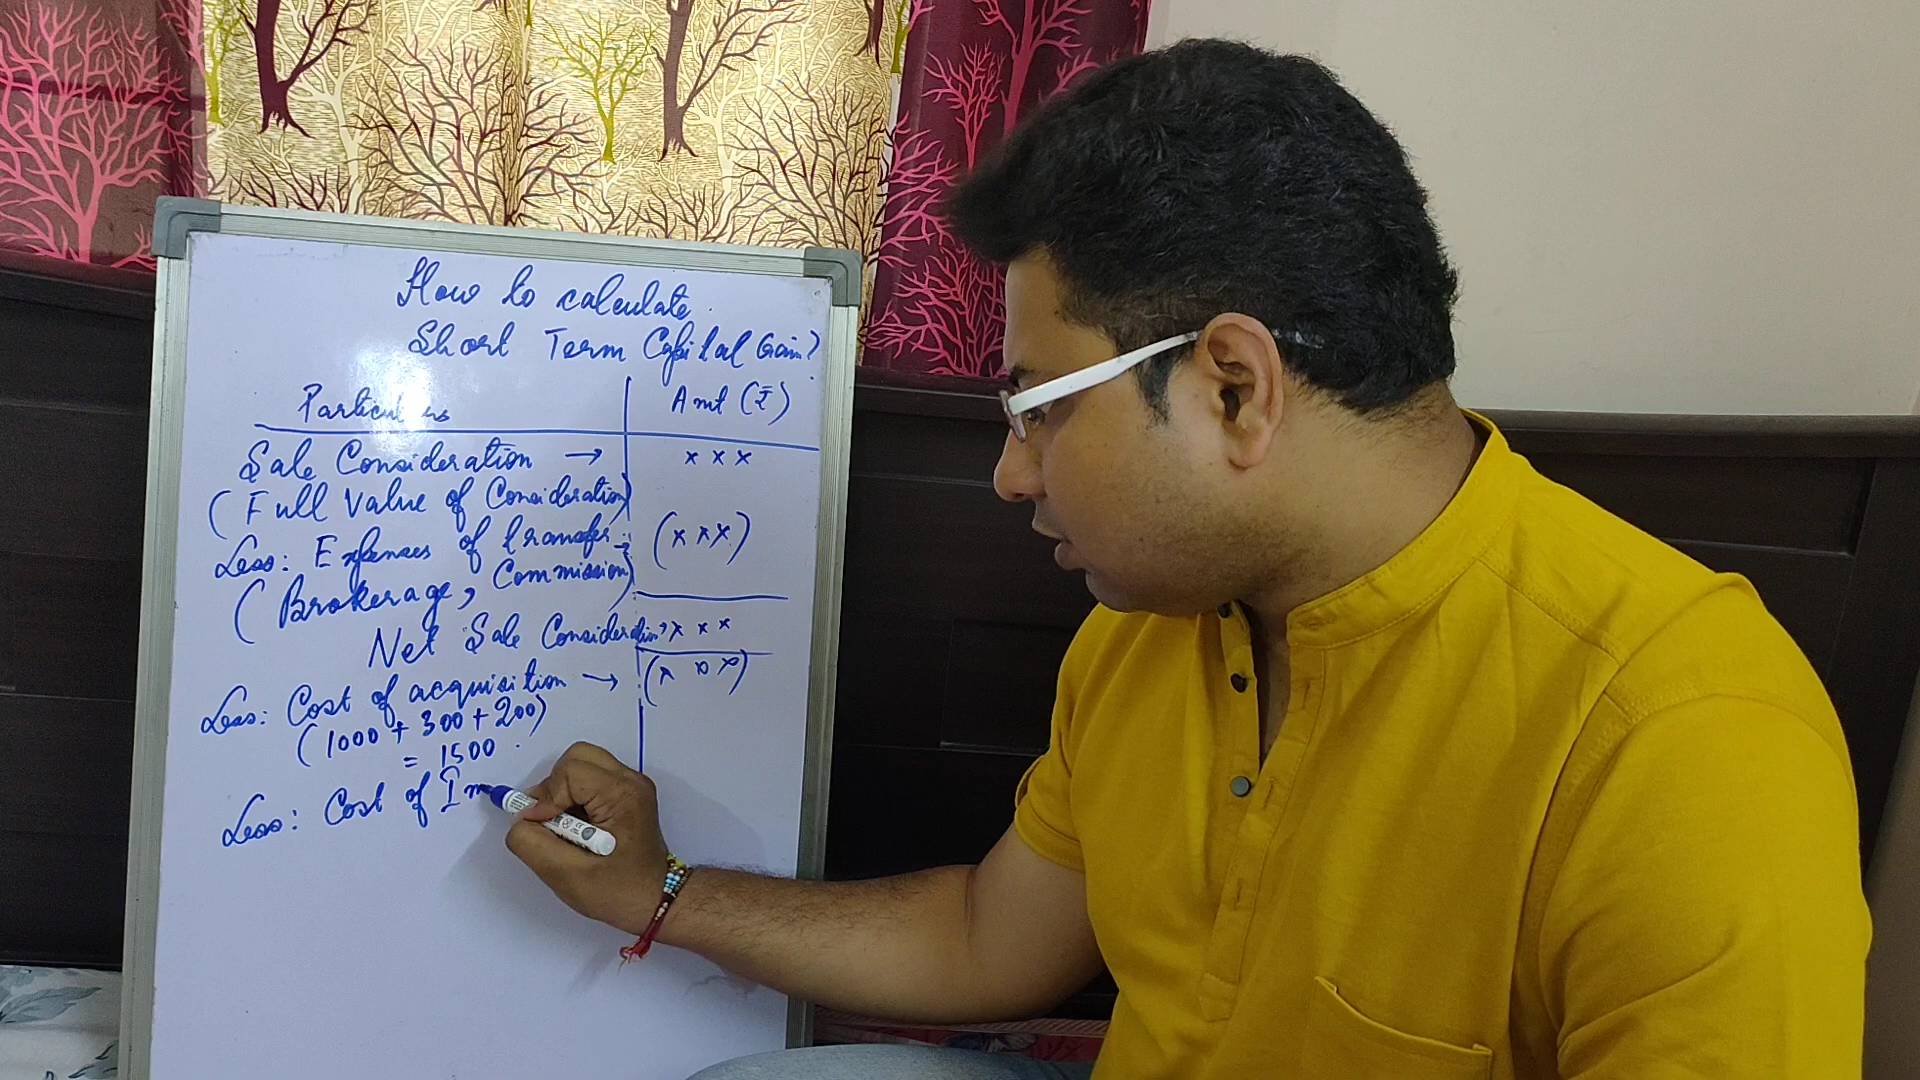 How to calculate
Short Term Capital Gain?
Particulars Amt (₹)
Sale Consideration → x x x
(Full Value of Consideration)
Less: Expenses of transfer → (x x x)
(Brokerage, Commission)
Net Sale Consideration x x x
Less: Cost of acquisition → (x x x)
(1000 + 300 + 200)
= 1500
Less: Cost of Im